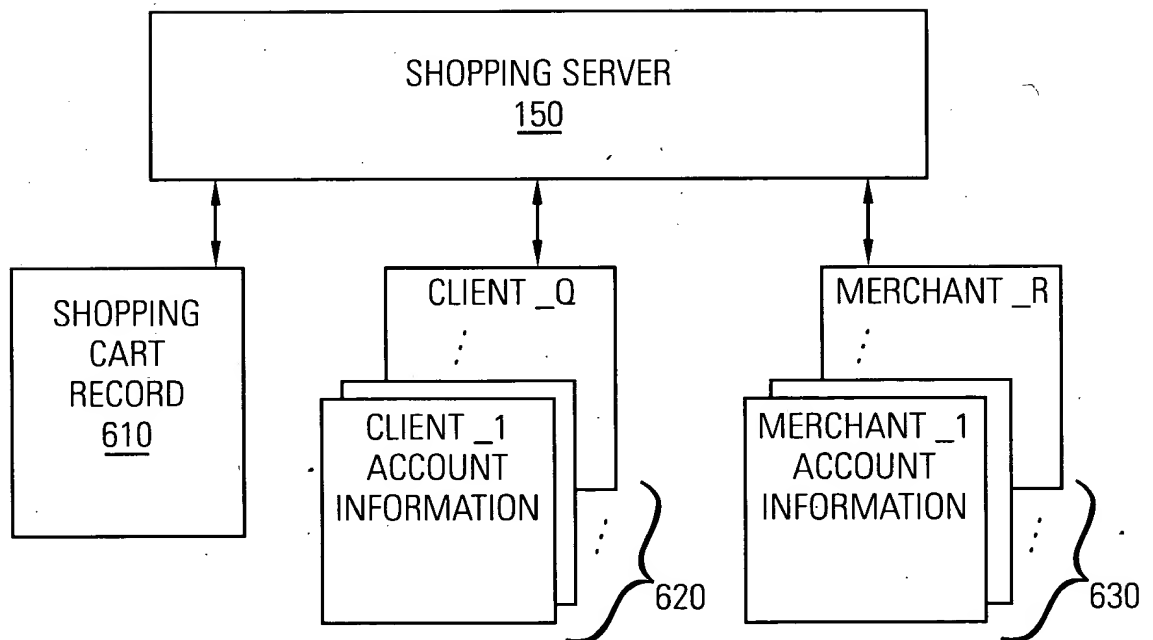 SHOPPING SERVER
150
SHOPPING
CART
RECORD
610
CLIENT _Q
CLIENT _1
ACCOUNT
INFORMATION
620
MERCHANT _R
MERCHANT _1
ACCOUNT
INFORMATION
630